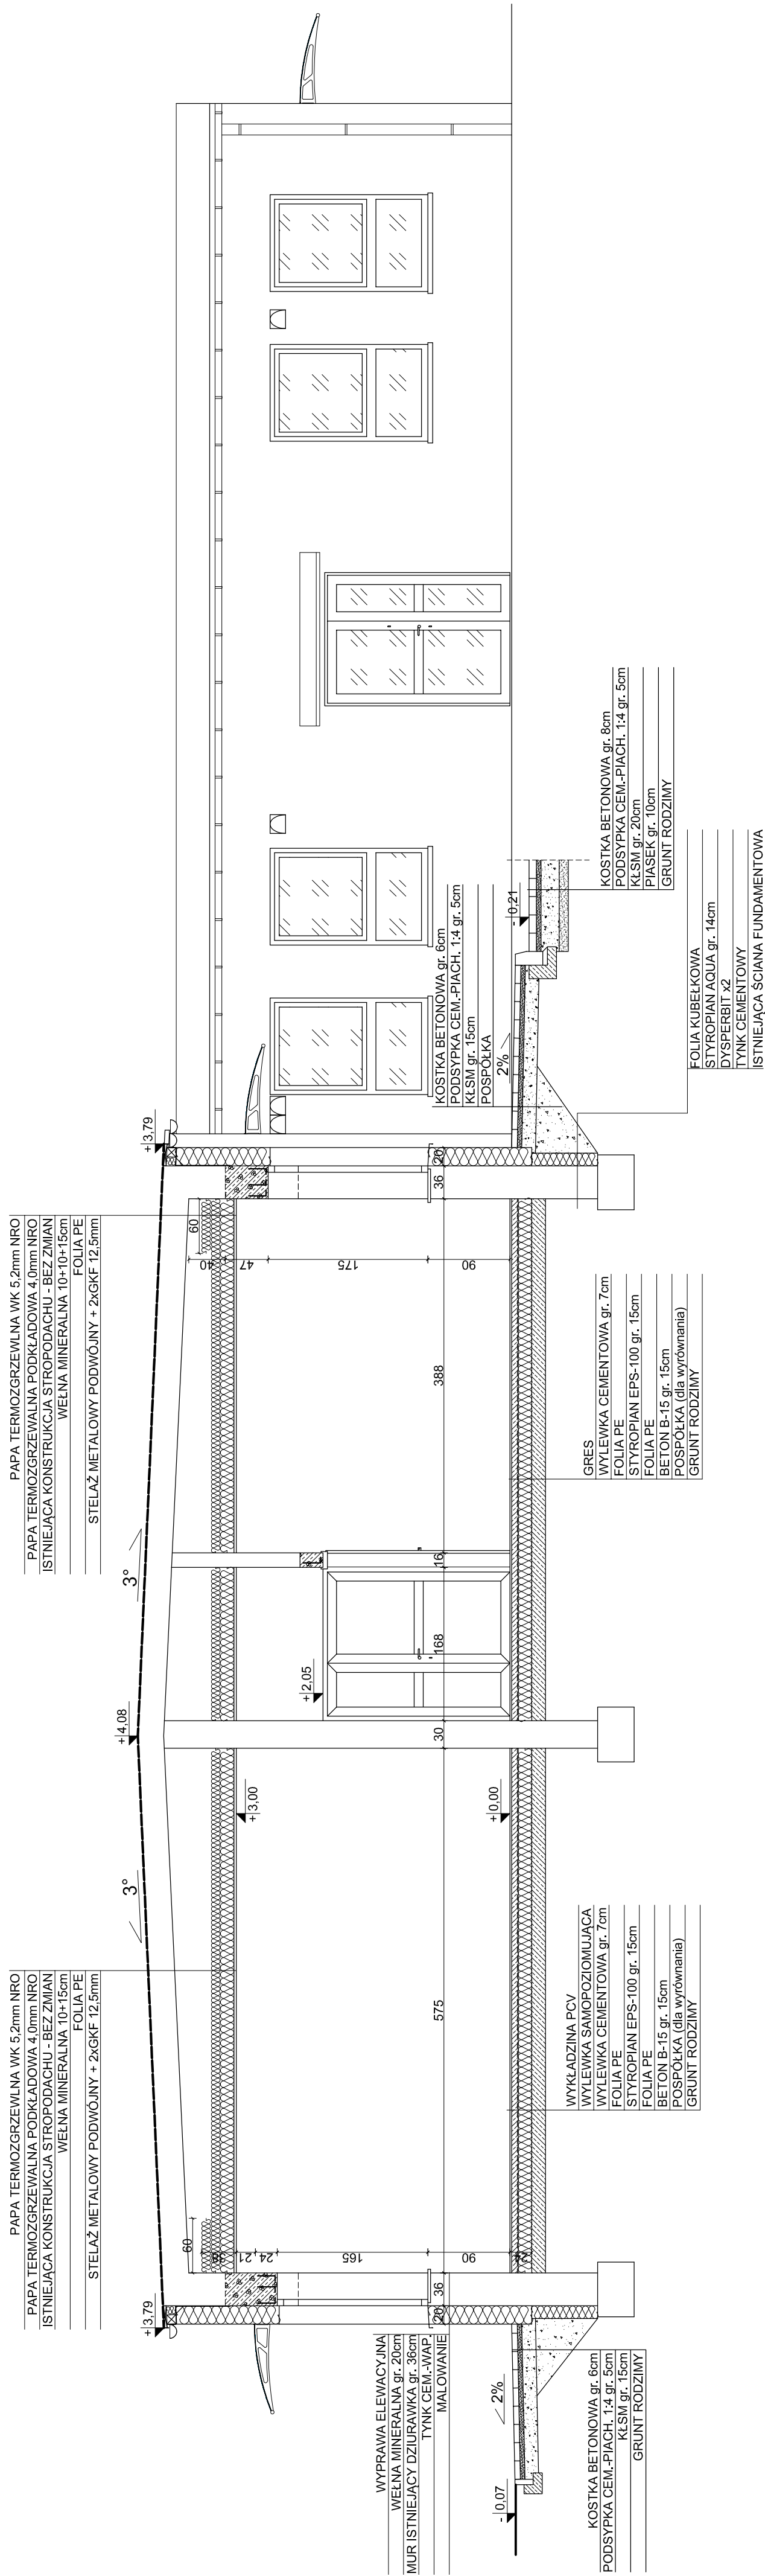 PAPA TERMOZGRZEWLNA WK 5,2mm NRO
PAPA TERMOZGRZEWALNA PODKŁADOWA 4,0mm NRO
ISTNIEJĄCA KONSTRUKCJA STROPODACHU - BEZ ZMIAN
WEŁNA MINERALNA 10+15cm
FOLIA PE
STELAŻ METALOWY PODWÓJNY + 2xGKF 12,5mm
PAPA TERMOZGRZEWLNA WK 5,2mm NRO
PAPA TERMOZGRZEWALNA PODKŁADOWA 4,0mm NRO
ISTNIEJĄCA KONSTRUKCJA STROPODACHU - BEZ ZMIAN
WEŁNA MINERALNA 10+10+15cm
FOLIA PE
STELAŻ METALOWY PODWÓJNY + 2xGKF 12,5mm
+3,79
3°
+4,08
3°
+3,79
60
60
38
21
24
165
90
24
40
47
175
90
+3,00
+2,05
+0,00
20
36
575
30
168
16
388
36
20
WYPRAWA ELEWACYJNA
WEŁNA MINERALNA gr. 20cm
MUR ISTNIEJĄCY DZIURAWKA gr. 36cm
TYNK CEM.-WAP.
MALOWANIE
2%
- 0,07
KOSTKA BETONOWA gr. 6cm
PODSYPKA CEM.-PIACH. 1:4 gr. 5cm
KŁSM gr. 15cm
GRUNT RODZIMY
WYKŁADZINA PCV
WYLEWKA SAMOPOZIOMUJĄCA
WYLEWKA CEMENTOWA gr. 7cm
FOLIA PE
STYROPIAN EPS-100 gr. 15cm
FOLIA PE
BETON B-15 gr. 15cm
POSPÓŁKA (dla wyrównania)
GRUNT RODZIMY
GRES
WYLEWKA CEMENTOWA gr. 7cm
FOLIA PE
STYROPIAN EPS-100 gr. 15cm
FOLIA PE
BETON B-15 gr. 15cm
POSPÓŁKA (dla wyrównania)
GRUNT RODZIMY
KOSTKA BETONOWA gr. 6cm
PODSYPKA CEM.-PIACH. 1:4 gr. 5cm
KŁSM gr. 15cm
POSPÓŁKA
2%
- 0,21
FOLIA KUBEŁKOWA
STYROPIAN AQUA gr. 14cm
DYSPERBIT x2
TYNK CEMENTOWY
ISTNIEJĄCA ŚCIANA FUNDAMENTOWA
KOSTKA BETONOWA gr. 8cm
PODSYPKA CEM.-PIACH. 1:4 gr. 5cm
KŁSM gr. 20cm
PIASEK gr. 10cm
GRUNT RODZIMY